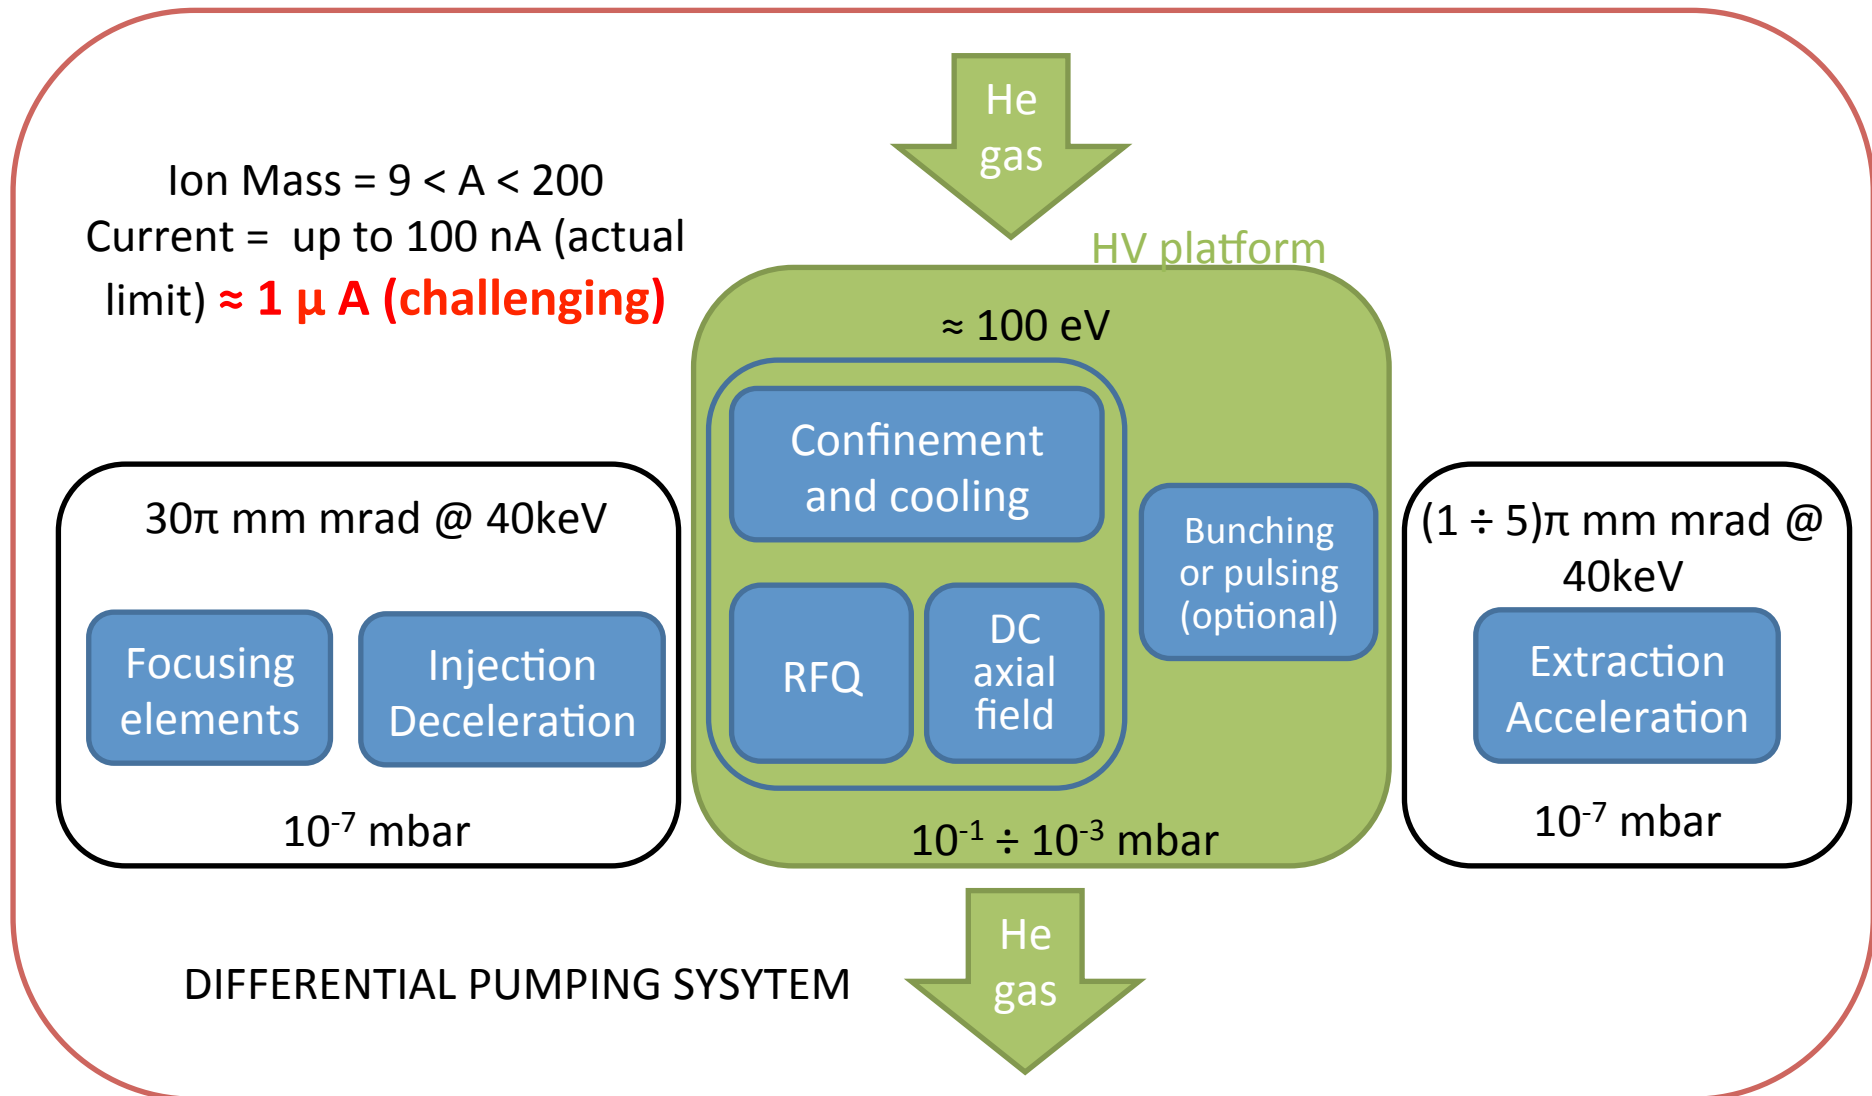 He
gas
Ion Mass = 9 < A < 200
Current = up to 100 nA (actual
limit) ≈ 1 μ A (challenging)
HV platform
≈ 100 eV
Confinement
and cooling
RFQ
DC
axial
field
Bunching
or pulsing
(optional)
30π mm mrad @ 40keV
Focusing
elements
Injection
Deceleration
10⁻⁷ mbar
10⁻¹ ÷ 10⁻³ mbar
(1 ÷ 5)π mm mrad @
40keV
Extraction
Acceleration
10⁻⁷ mbar
DIFFERENTIAL PUMPING SYSYTEM
He
gas